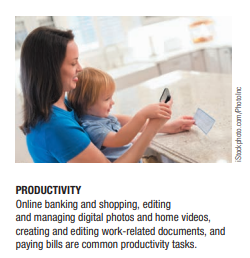 iStockphoto.com/PhotoInc
PRODUCTIVITY
Online banking and shopping, editing
and managing digital photos and home videos,
creating and editing work-related documents, and
paying bills are common productivity tasks.